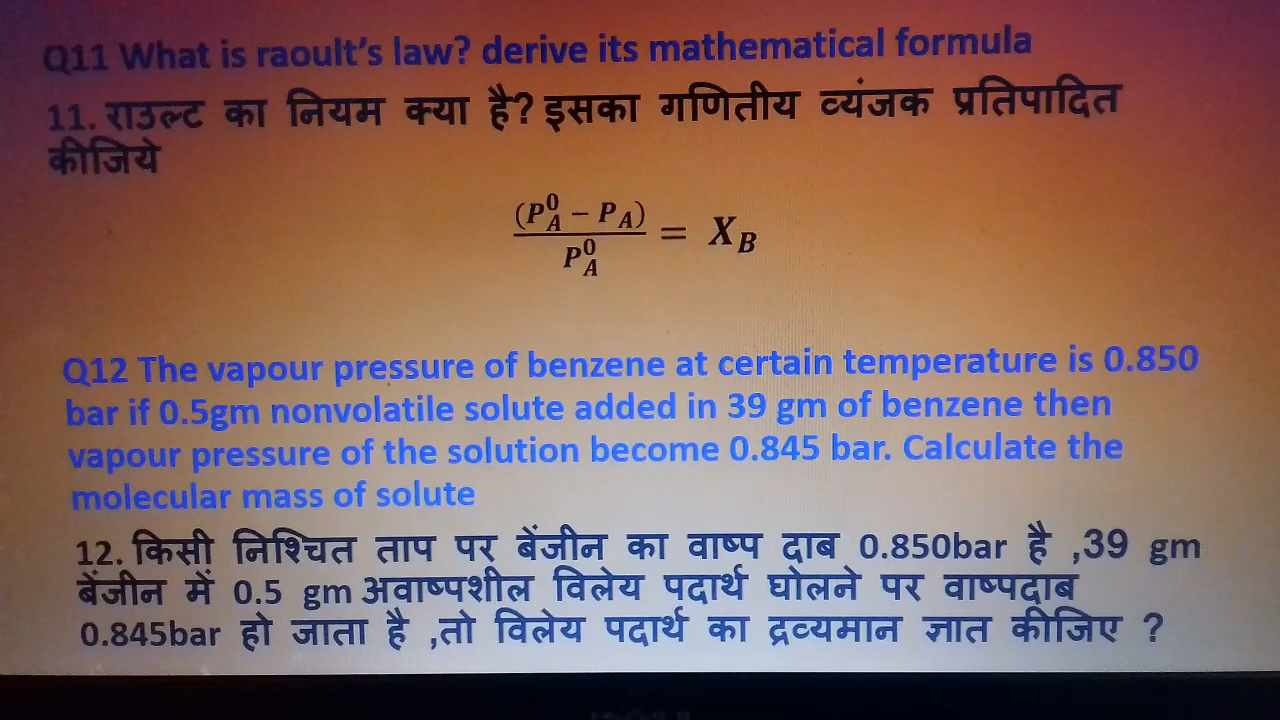 Q11 What is raoult's law? derive its mathematical formula
11. राउल्ट का नियम क्या है? इसका गणितीय व्यंजक प्रतिपादित
कीजिये
(P⁰_A – P_A) / P⁰_A = X_B
Q12 The vapour pressure of benzene at certain temperature is 0.850
bar if 0.5gm nonvolatile solute added in 39 gm of benzene then
vapour pressure of the solution become 0.845 bar. Calculate the
molecular mass of solute
12. किसी निश्चित ताप पर बेंजीन का वाष्प दाब 0.850bar है ,39 gm
बेंजीन में 0.5 gm अवाष्पशील विलेय पदार्थ घोलने पर वाष्पदाब
0.845bar हो जाता है ,तो विलेय पदार्थ का द्रव्यमान ज्ञात कीजिए ?